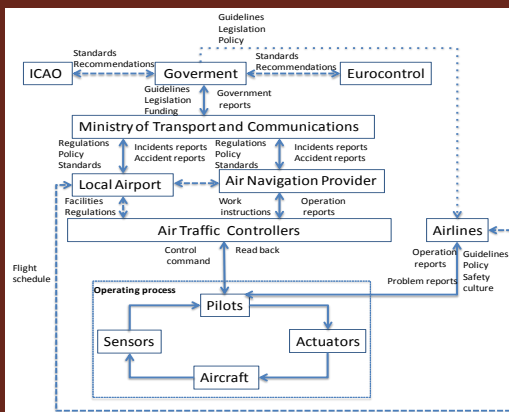 Guidelines
Legislation
Policy
Standards
Recommendations
Standards
Recommendations
ICAO
Goverment
Eurocontrol
Guidelines
Legislation
Funding
Government
reports
Ministry of Transport and Communications
Regulations
Policy
Standards
Incidents reports
Accident reports
Regulations
Policy
Standards
Incidents reports
Accident reports
Local Airport
Air Navigation Provider
Facilities
Regulations
Work
instructions
Operation
reports
Air Traffic Controllers
Airlines
Control
command
Read back
Operation
reports
Problem reports
Guidelines
Policy
Safety
culture
Flight
schedule
Operating process
Pilots
Sensors
Actuators
Aircraft